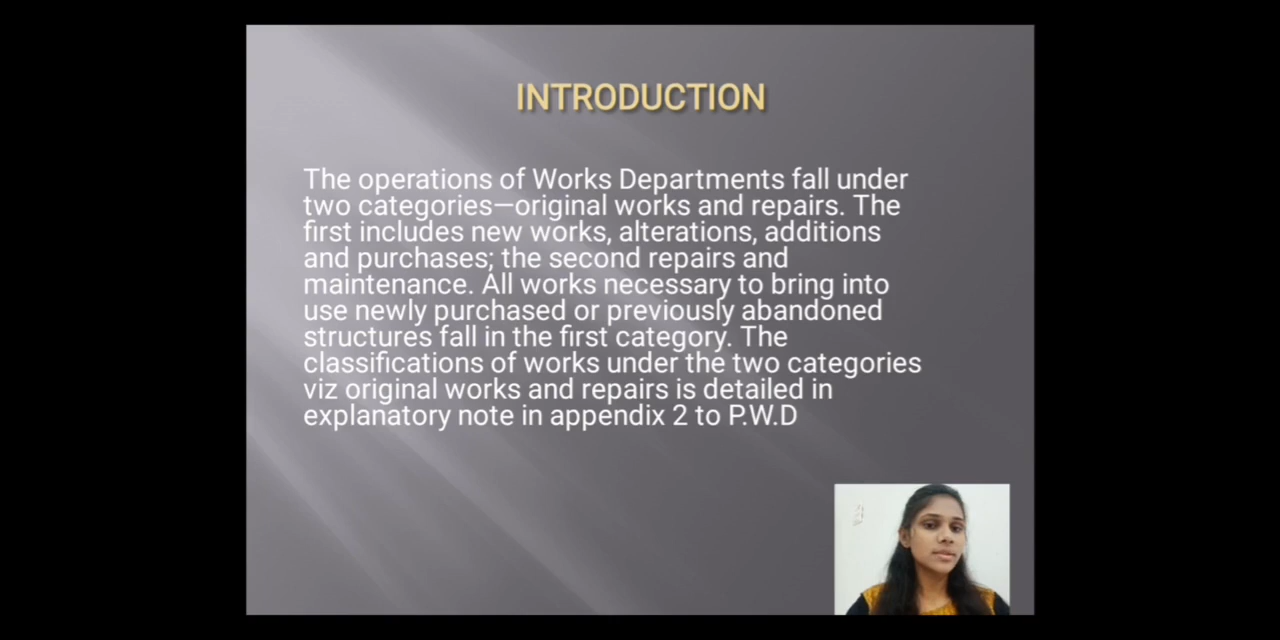 INTRODUCTION
The operations of Works Departments fall under
two categories—original works and repairs. The
first includes new works, alterations, additions
and purchases; the second repairs and
maintenance. All works necessary to bring into
use newly purchased or previously abandoned
structures fall in the first category. The
classifications of works under the two categories
viz original works and repairs is detailed in
explanatory note in appendix 2 to P.W.D